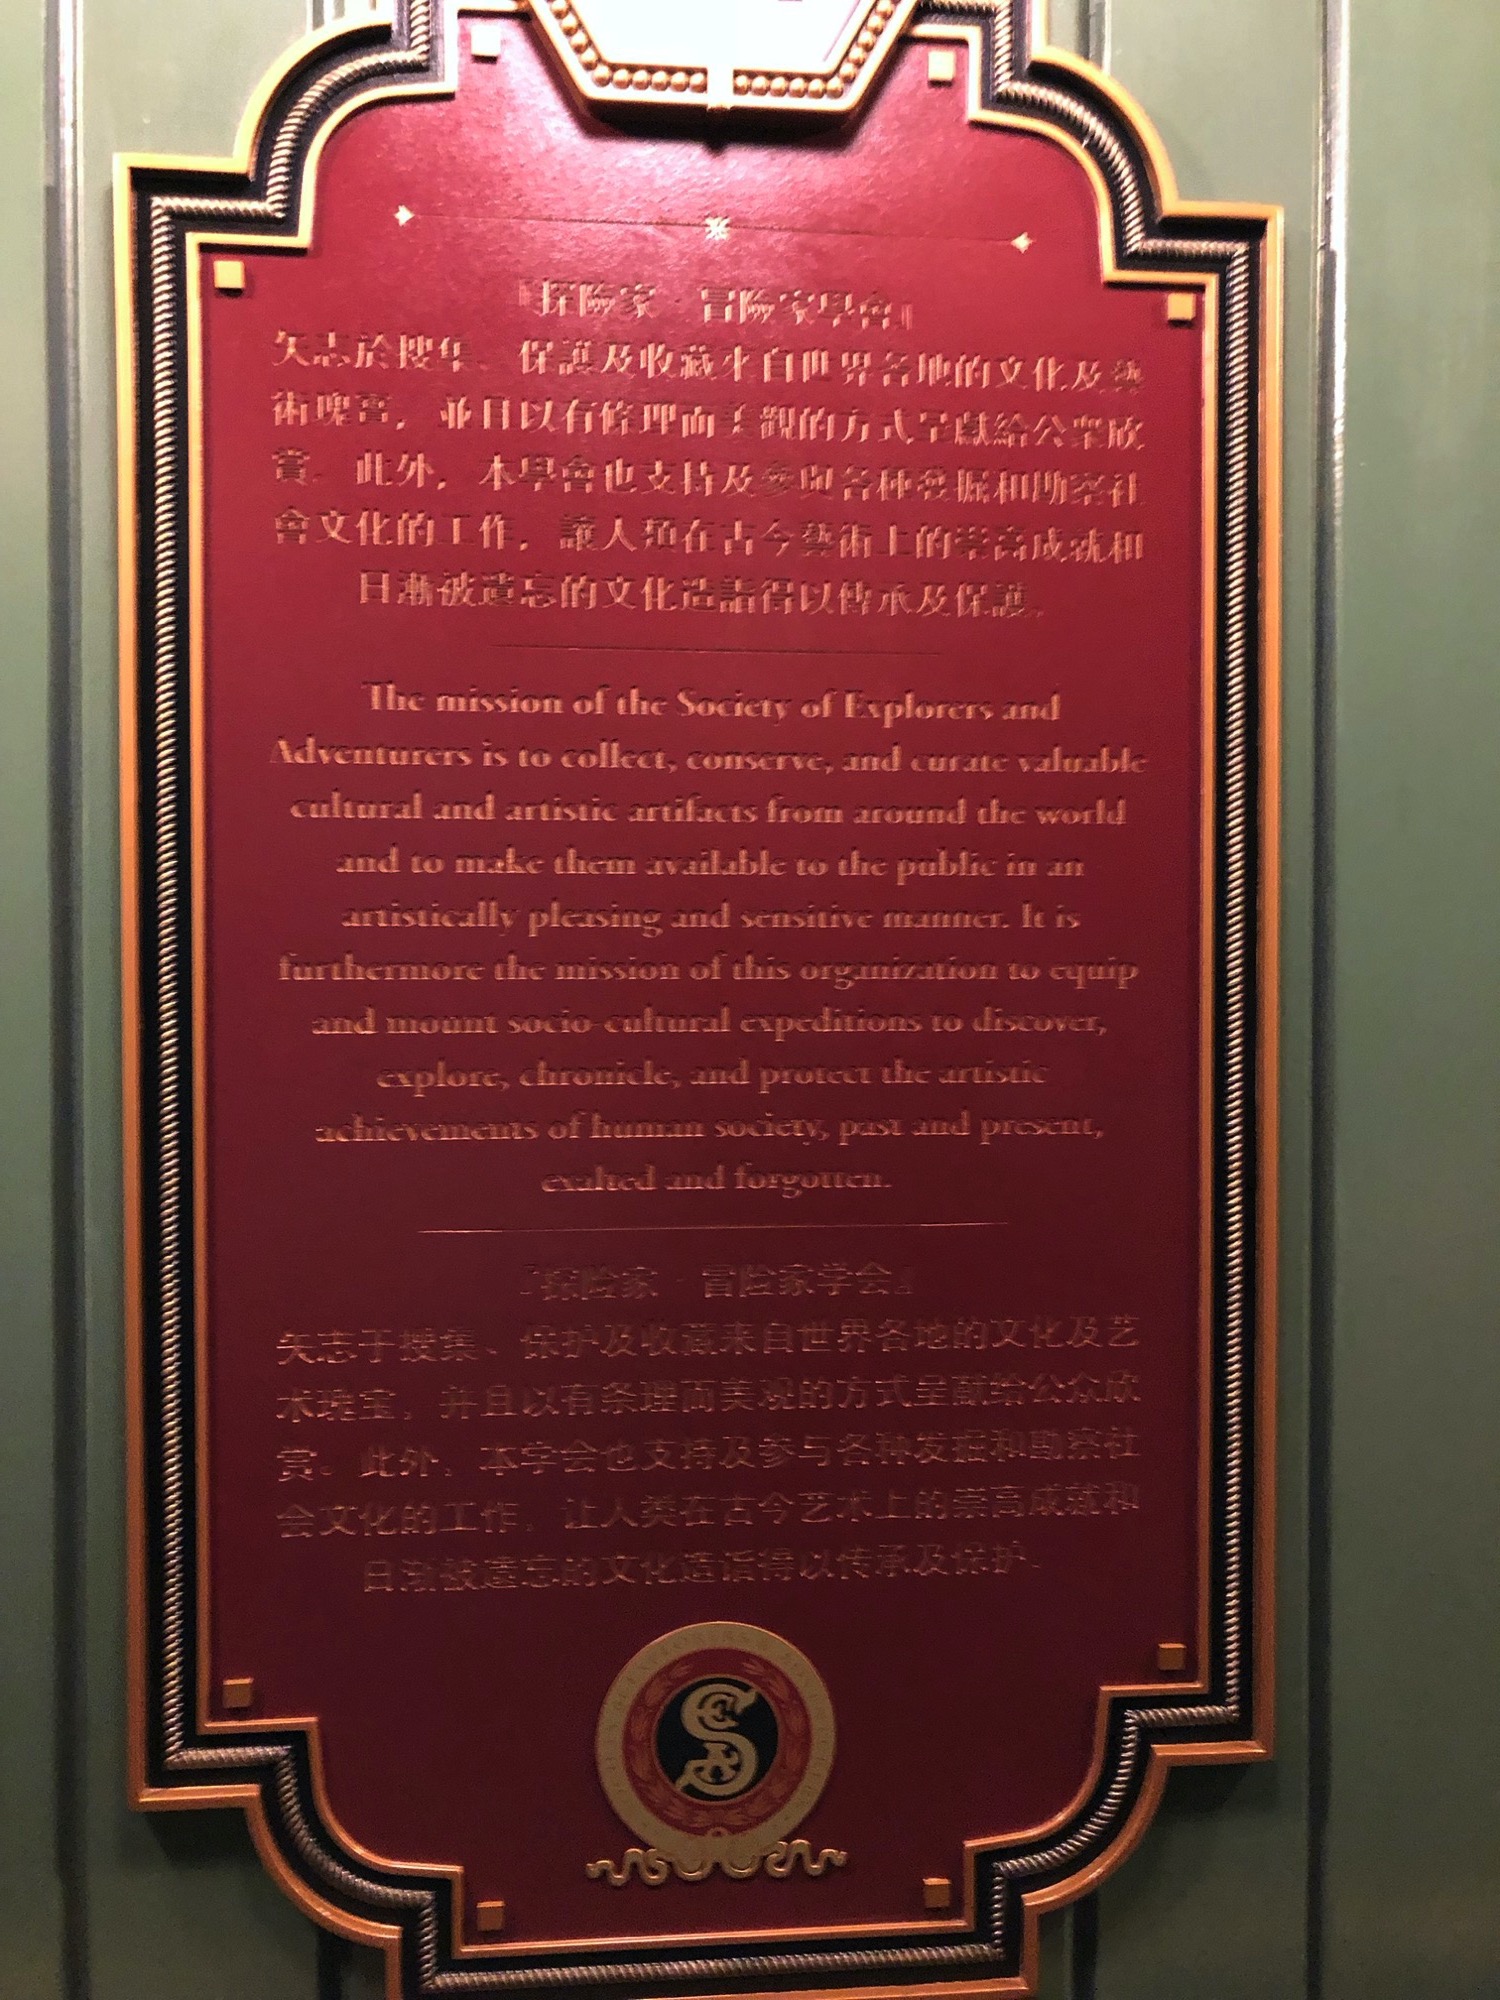 『探險家‧冒險家學會』
矢志於搜集、保護及收藏來自世界各地的文化及藝
術瑰寶，並且以有條理而美觀的方式呈獻給公眾欣
賞。此外，本學會也支持及參與各種發掘和勘察社
會文化的工作，讓人類在古今藝術上的崇高成就和
日漸被遺忘的文化造詣得以傳承及保護。
The mission of the Society of Explorers and
Adventurers is to collect, conserve, and curate valuable
cultural and artistic artifacts from around the world
and to make them available to the public in an
artistically pleasing and sensitive manner. It is
furthermore the mission of this organization to equip
and mount socio-cultural expeditions to discover,
explore, chronicle, and protect the artistic
achievements of human society, past and present,
exalted and forgotten.
『探险家‧冒险家学会』
矢志于搜集、保护及收藏来自世界各地的文化及艺
术瑰宝，并且以有条理而美观的方式呈献给公众欣
赏。此外，本学会也支持及参与各种发掘和勘察社
会文化的工作，让人类在古今艺术上的崇高成就和
日渐被遗忘的文化造诣得以传承及保护。